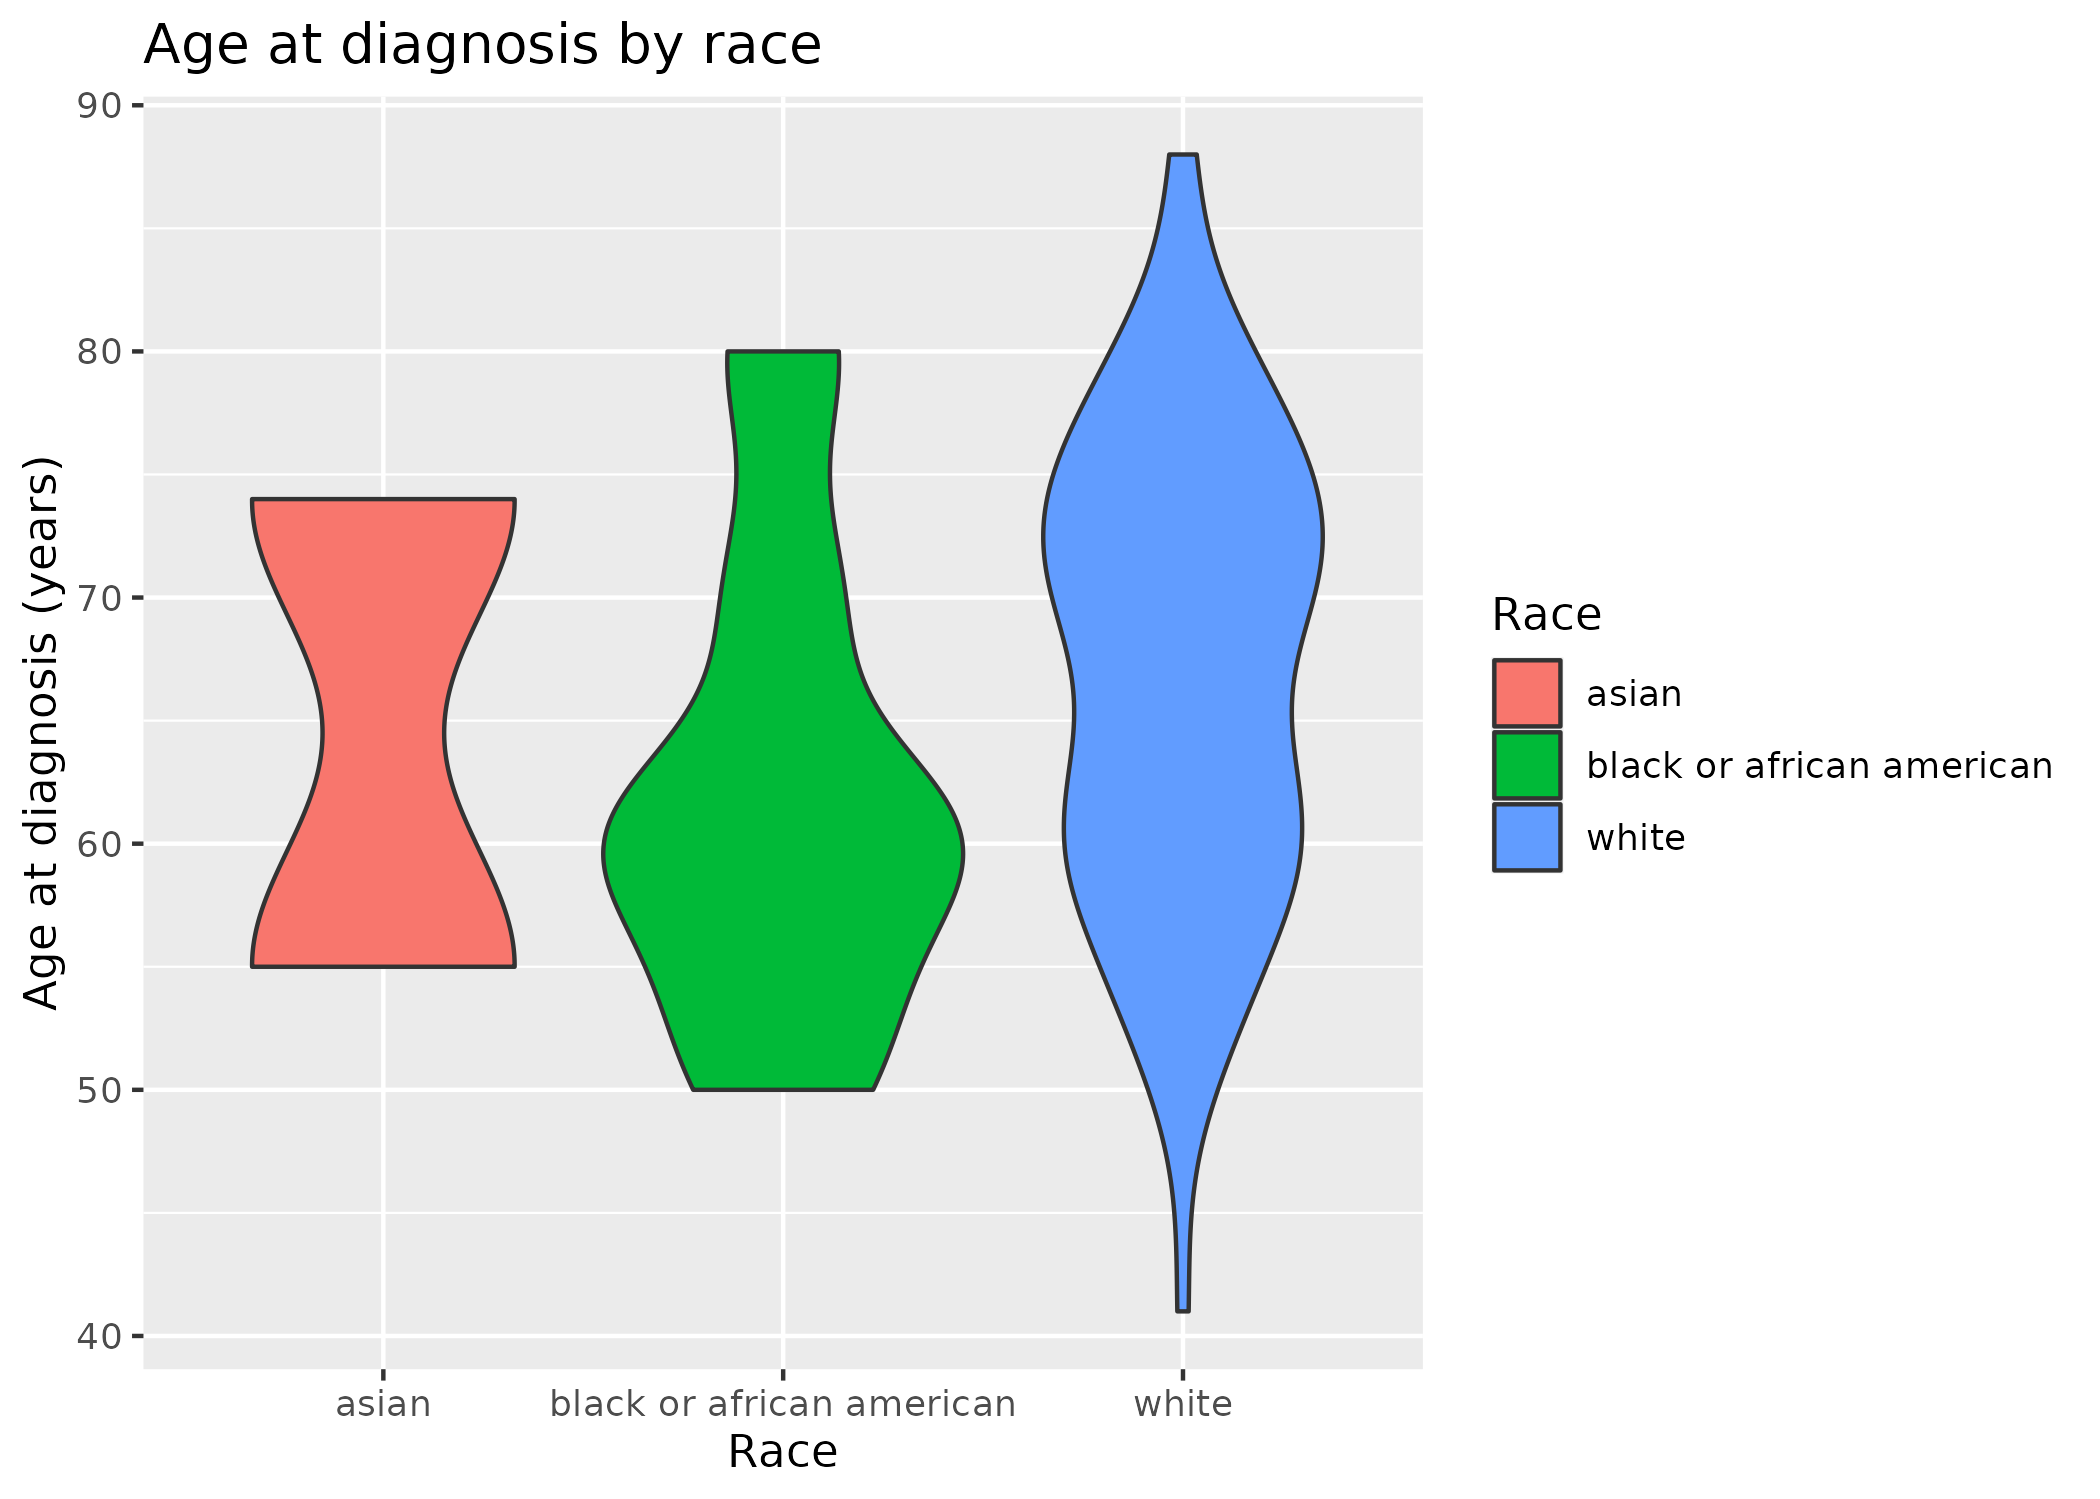 Age at diagnosis by race
Age at diagnosis (years)
90
80
70
60
50
40
asian
black or african american
white
Race
Race
asian
black or african american
white